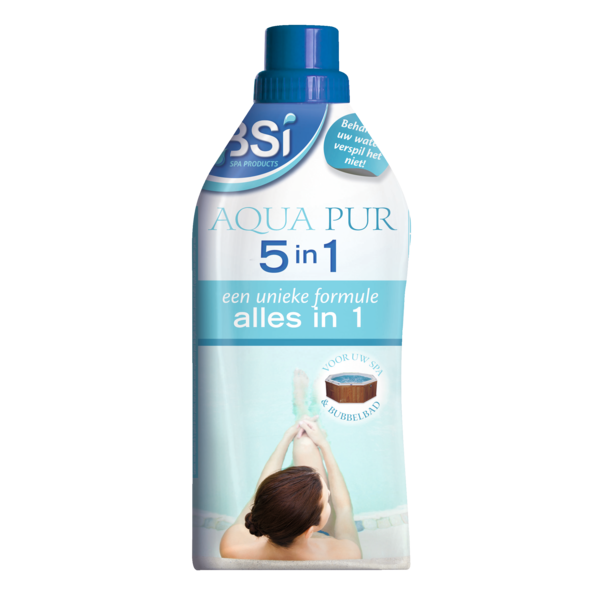 BSi
SPA PRODUCTS
uw
verspil het
niet!
AQUA PUR
5 in 1
een unieke formule
alles in 1
VOOR UW SPA
& BUBBELBAD